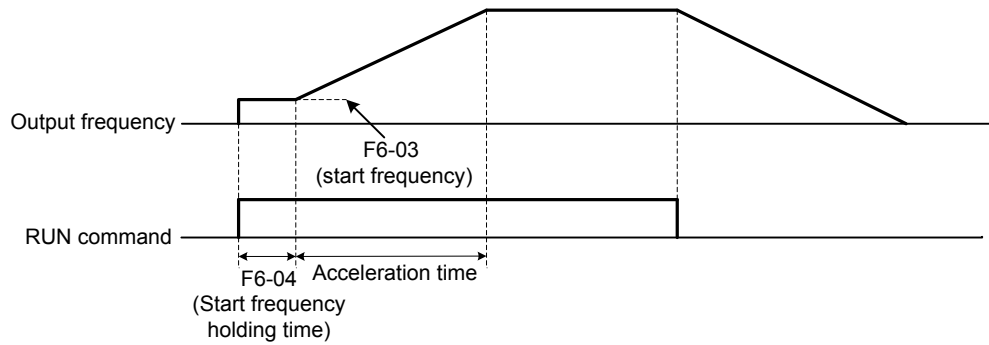 Output frequency
F6-03
(start frequency)
RUN command
F6-04
(Start frequency
holding time)
Acceleration time